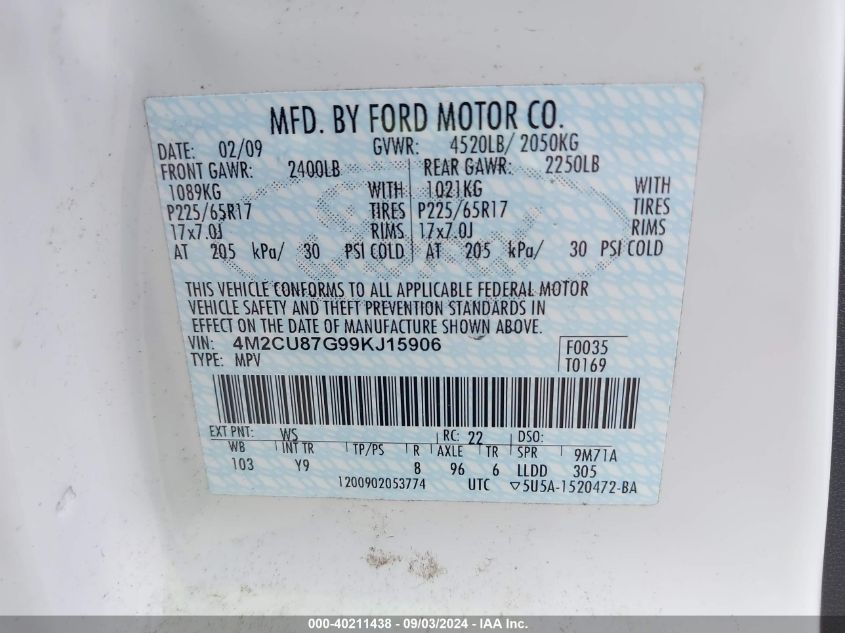 MFD. BY FORD MOTOR CO.
DATE: 02/09 GVWR: 4520LB/ 2050KG
FRONT GAWR: 2400LB REAR GAWR: 2250LB
1089KG WITH 1021KG WITH
P225/65R17 TIRES P225/65R17 TIRES
17x7.0J RIMS 17x7.0J RIMS
AT 205 kPa/ 30 PSI COLD AT 205 kPa/ 30 PSI COLD
THIS VEHICLE CONFORMS TO ALL APPLICABLE FEDERAL MOTOR
VEHICLE SAFETY AND THEFT PREVENTION STANDARDS IN
EFFECT ON THE DATE OF MANUFACTURE SHOWN ABOVE.
VIN: 4M2CU87G99KJ15906 F0035
TYPE: MPV T0169
EXT PNT: WS RC: 22 DSO:
WB INT TR TP/PS R AXLE TR SPR 9M71A
103 Y9 8 96 6 LLDD 305
1200902053774 UTC ▽5U5A-1520472-BA
000-40211438 - 09/03/2024 - IAA Inc.